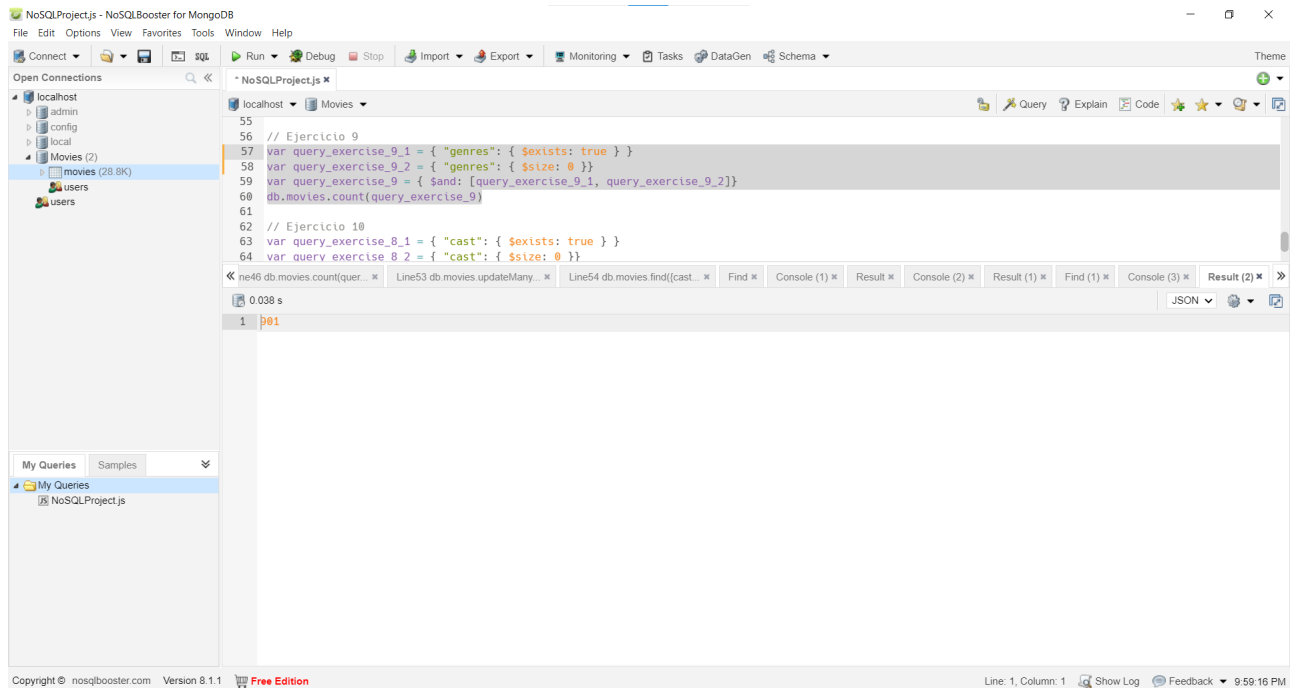 NoSQLProject.js - NoSQLBooster for MongoDB
File Edit Options View Favorites Tools Window Help
Connect SQL Run Debug Stop Import Export Monitoring Tasks DataGen Schema Theme
Open Connections
* NoSQLProject.js
localhost
admin
config
local
Movies (2)
movies (28.8K)
users
users
localhost Movies Query Explain Code
55
56 // Ejercicio 9
57 var query_exercise_9_1 = { "genres": { $exists: true } }
58 var query_exercise_9_2 = { "genres": { $size: 0 }}
59 var query_exercise_9 = { $and: [query_exercise_9_1, query_exercise_9_2]}
60 db.movies.count(query_exercise_9)
61
62 // Ejercicio 10
63 var query_exercise_8_1 = { "cast": { $exists: true } }
64 var query_exercise_8_2 = { "cast": { $size: 0 }}
ne46 db.movies.count(quer... Line53 db.movies.updateMany... Line54 db.movies.find({cast... Find Console (1) Result Console (2) Result (1) Find (1) Console (3) Result (2)
0.038 s JSON
1 901
My Queries Samples
My Queries
JS NoSQLProject.js
Copyright © nosqlbooster.com Version 8.1.1 Free Edition Line: 1, Column: 1 Show Log Feedback 9:59:16 PM